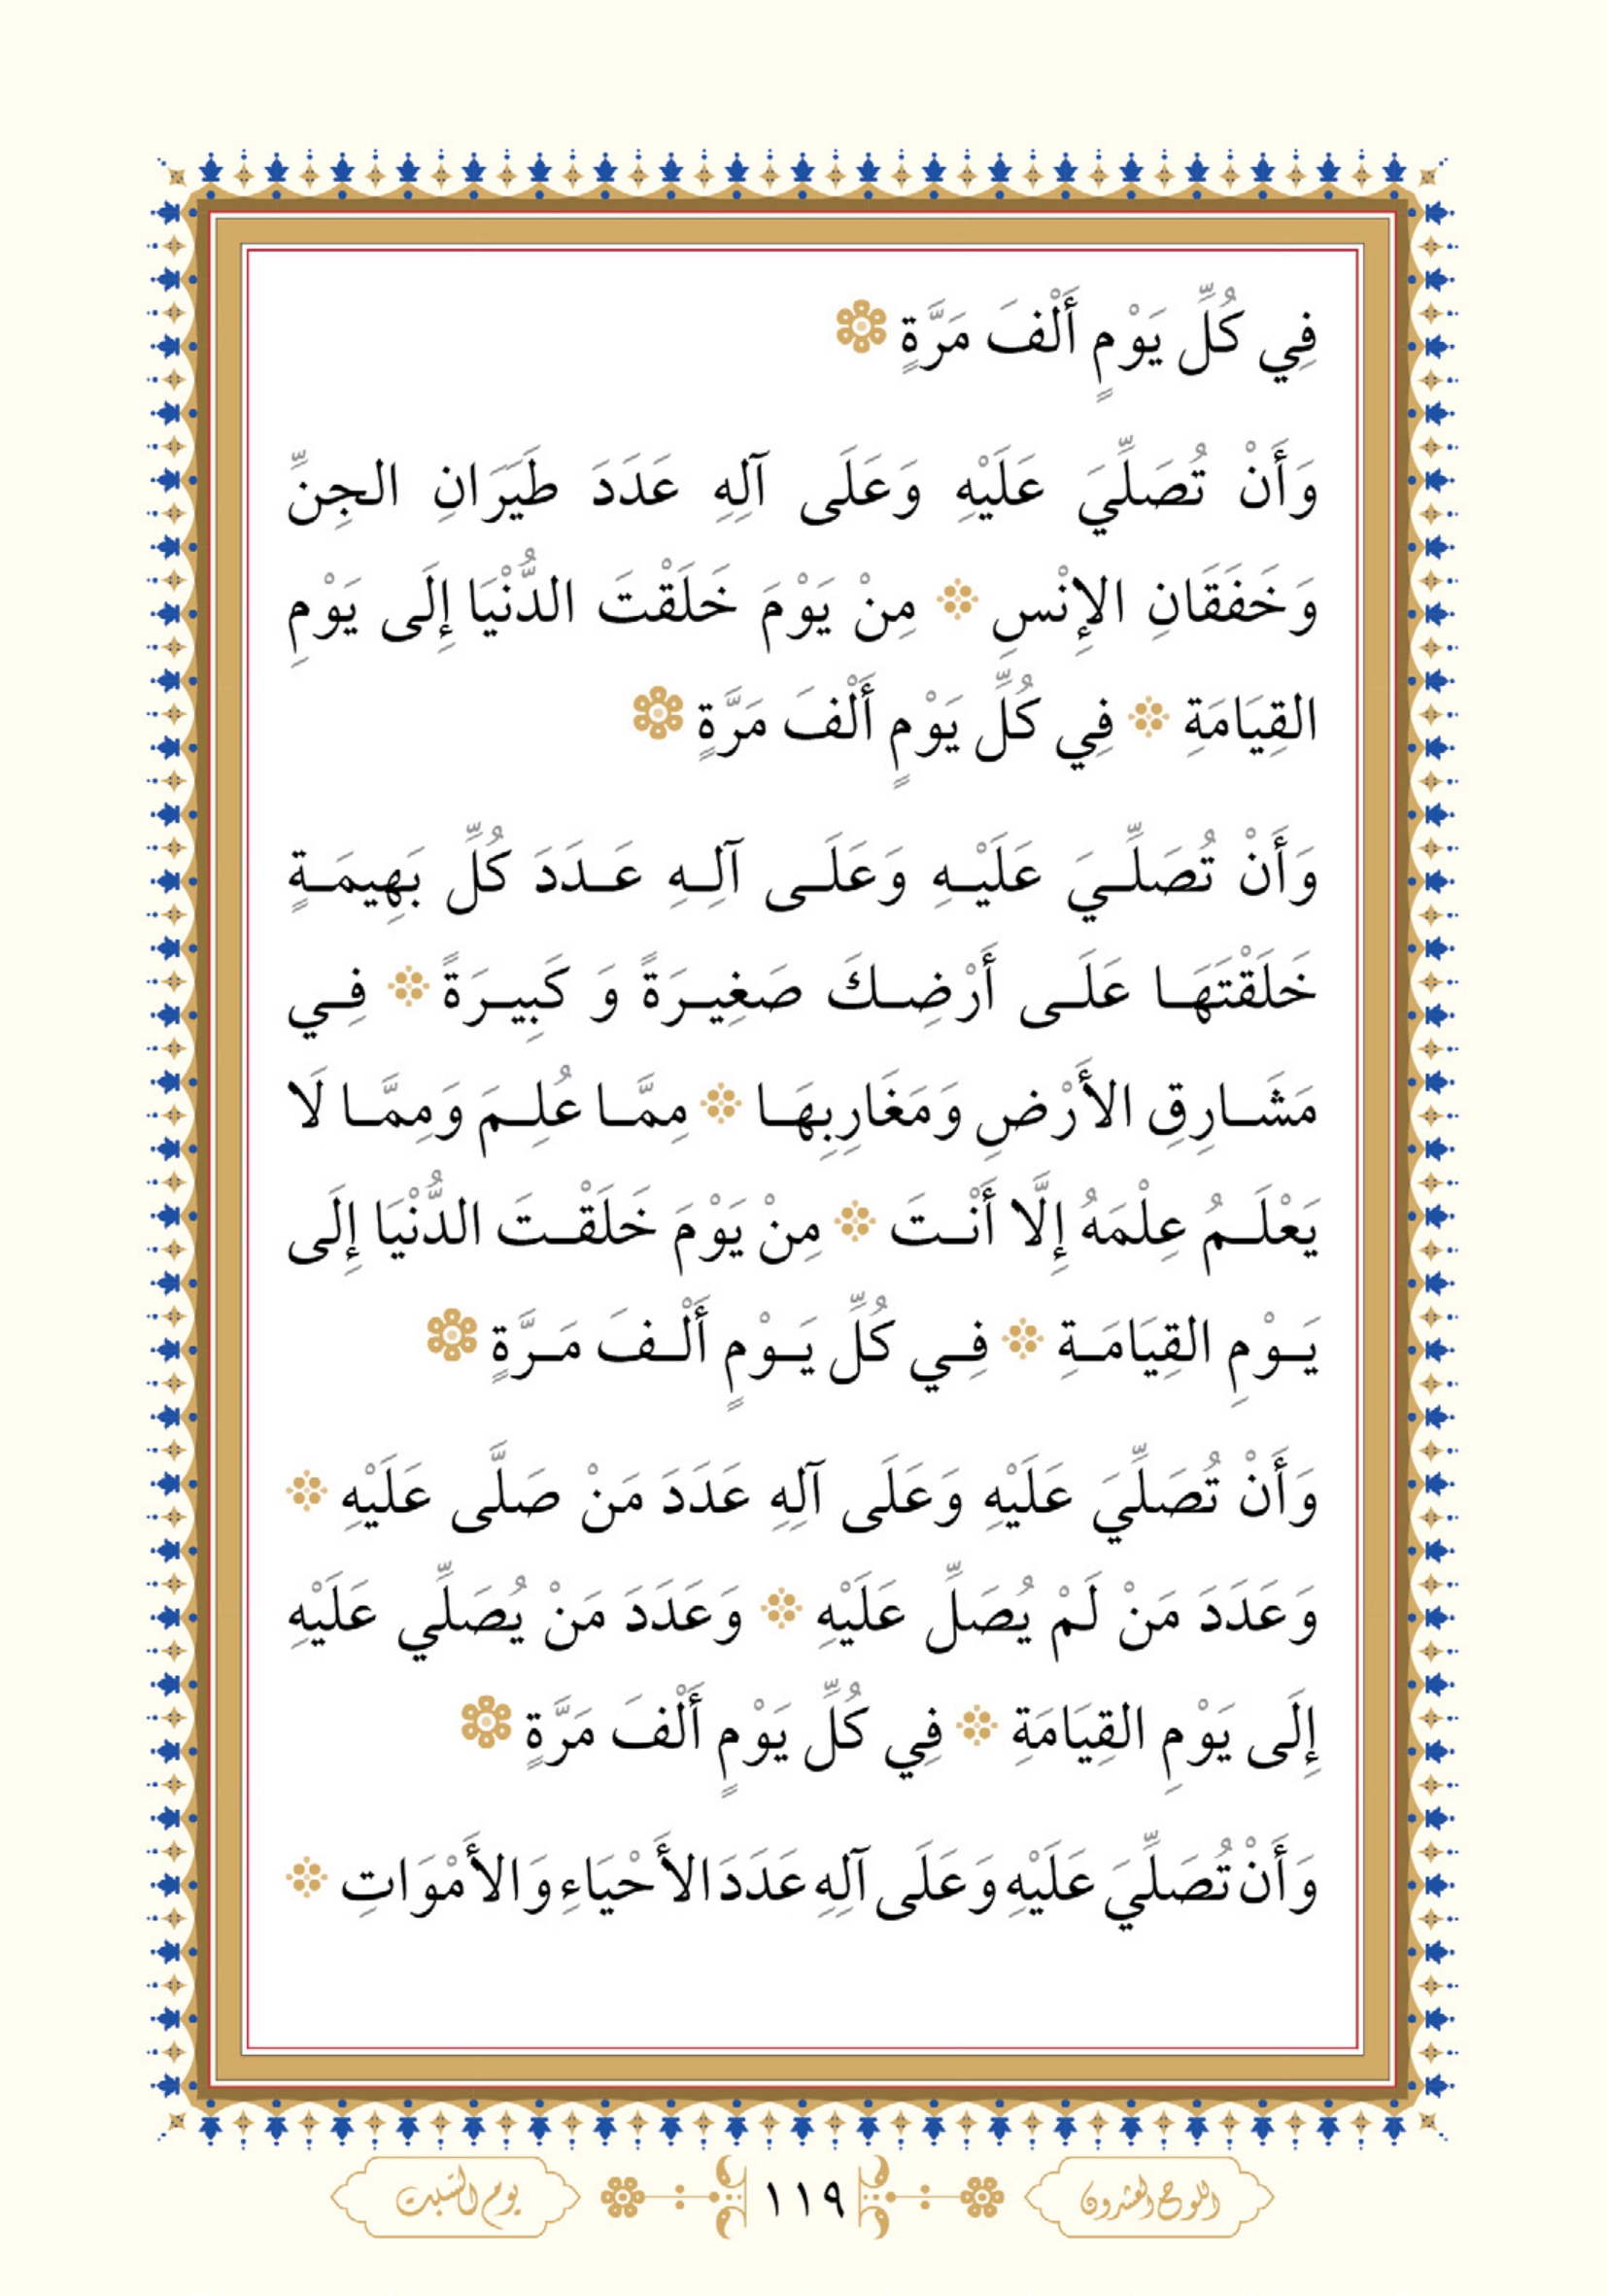 فِي كُلِّ يَوْمٍ أَلْفَ مَرَّةٍ
وَأَنْ تُصَلِّيَ عَلَيْهِ وَعَلَى آلِهِ عَدَدَ طَيَرَانِ الجِنِّ
وَخَفَقَانِ الإِنْسِ مِنْ يَوْمَ خَلَقْتَ الدُّنْيَا إِلَى يَوْمِ
القِيَامَةِ فِي كُلِّ يَوْمٍ أَلْفَ مَرَّةٍ
وَأَنْ تُصَلِّيَ عَلَيْهِ وَعَلَى آلِهِ عَدَدَ كُلِّ بَهِيمَةٍ
خَلَقْتَهَا عَلَى أَرْضِكَ صَغِيرَةً وَ كَبِيرَةً فِي
مَشَارِقِ الأَرْضِ وَمَغَارِبِهَا مِمَّا عُلِمَ وَمِمَّا لَا
يَعْلَمُ عِلْمَهُ إِلَّا أَنْتَ مِنْ يَوْمَ خَلَقْتَ الدُّنْيَا إِلَى
يَوْمِ القِيَامَةِ فِي كُلِّ يَوْمٍ أَلْفَ مَرَّةٍ
وَأَنْ تُصَلِّيَ عَلَيْهِ وَعَلَى آلِهِ عَدَدَ مَنْ صَلَّى عَلَيْهِ
وَعَدَدَ مَنْ لَمْ يُصَلِّ عَلَيْهِ وَعَدَدَ مَنْ يُصَلِّي عَلَيْهِ
إِلَى يَوْمِ القِيَامَةِ فِي كُلِّ يَوْمٍ أَلْفَ مَرَّةٍ
وَأَنْ تُصَلِّيَ عَلَيْهِ وَعَلَى آلِهِ عَدَدَ الأَحْيَاءِ وَالأَمْوَاتِ
اللوح العشرون ١١٩ يوم السبت